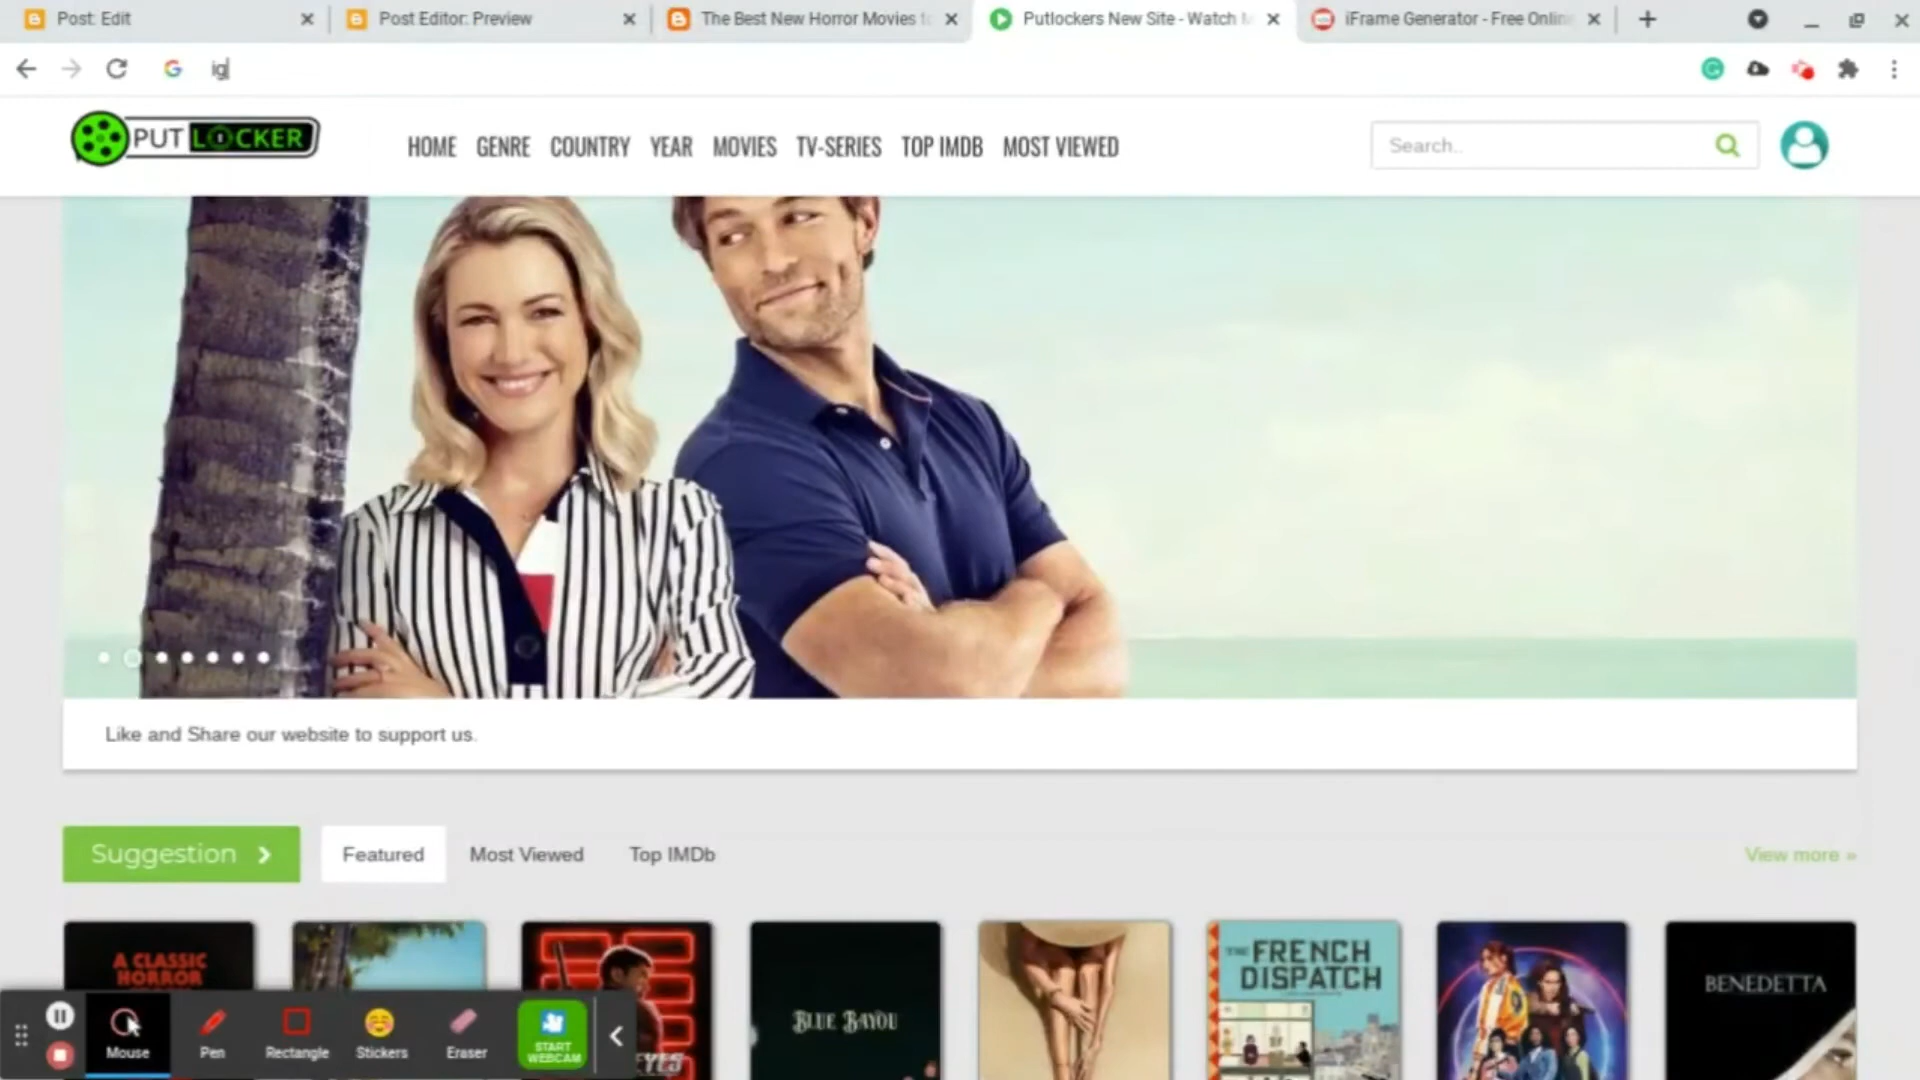 Post: Edit
Post Editor: Preview
The Best New Horror Movies to
Putlockers New Site - Watch M
iFrame Generator - Free Online
ig
PUT LOCKER
HOME GENRE COUNTRY YEAR MOVIES TV-SERIES TOP IMDB MOST VIEWED
Search..
Like and Share our website to support us.
Suggestion
Featured
Most Viewed
Top IMDb
View more »
A CLASSIC
HORROR
EYES
BLUE BAYOU
THE FRENCH
DISPATCH
BENEDETTA
Mouse
Pen
Rectangle
Stickers
Eraser
START
WEBCAM